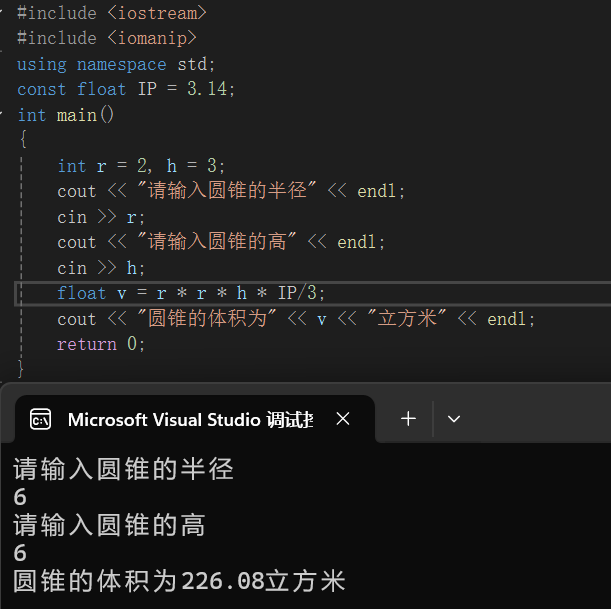 #include <iostream>
#include <iomanip>
using namespace std;
const float IP = 3.14;
int main()
{
int r = 2, h = 3;
cout << "请输入圆锥的半径" << endl;
cin >> r;
cout << "请输入圆锥的高" << endl;
cin >> h;
float v = r * r * h * IP/3;
cout << "圆锥的体积为" << v << "立方米" << endl;
return 0;
}
Microsoft Visual Studio 调试
请输入圆锥的半径
6
请输入圆锥的高
6
圆锥的体积为226.08立方米